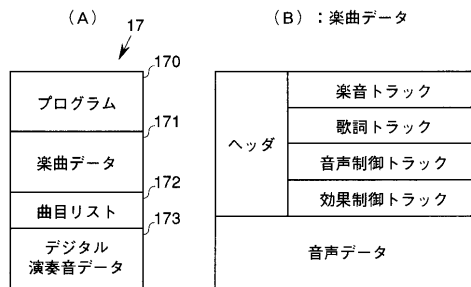 (A)
17
170
プログラム
171
楽曲データ
172
曲目リスト
173
デジタル
演奏音データ
(B):楽曲データ
ヘッダ
楽音トラック
歌詞トラック
音声制御トラック
効果制御トラック
音声データ